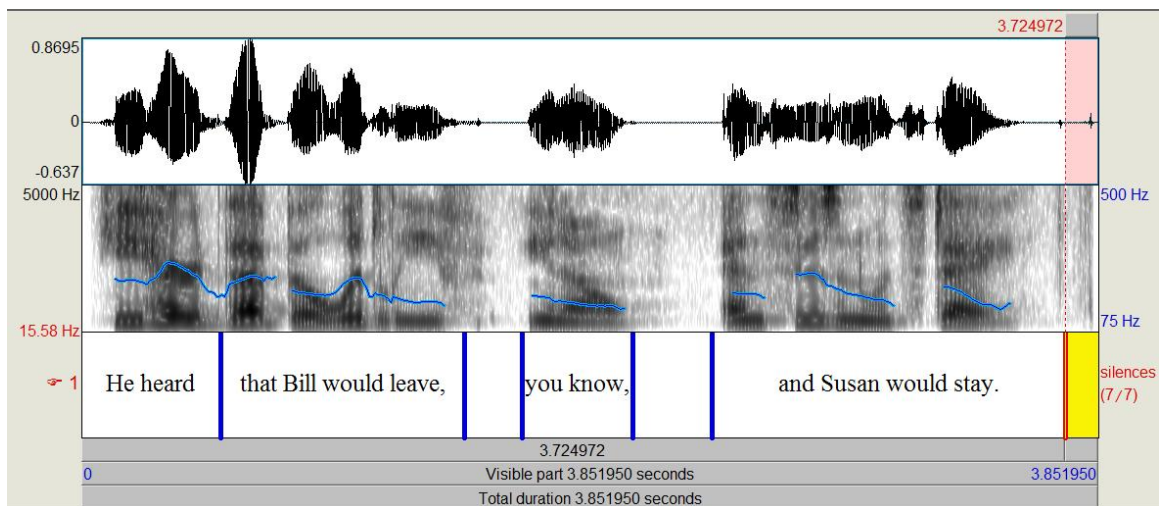 3.724972
0.8695
0
-0.637
5000 Hz
500 Hz
15.58 Hz
75 Hz
1
He heard
that Bill would leave,
you know,
and Susan would stay.
silences
(7/7)
3.724972
0
Visible part 3.851950 seconds
3.851950
Total duration 3.851950 seconds